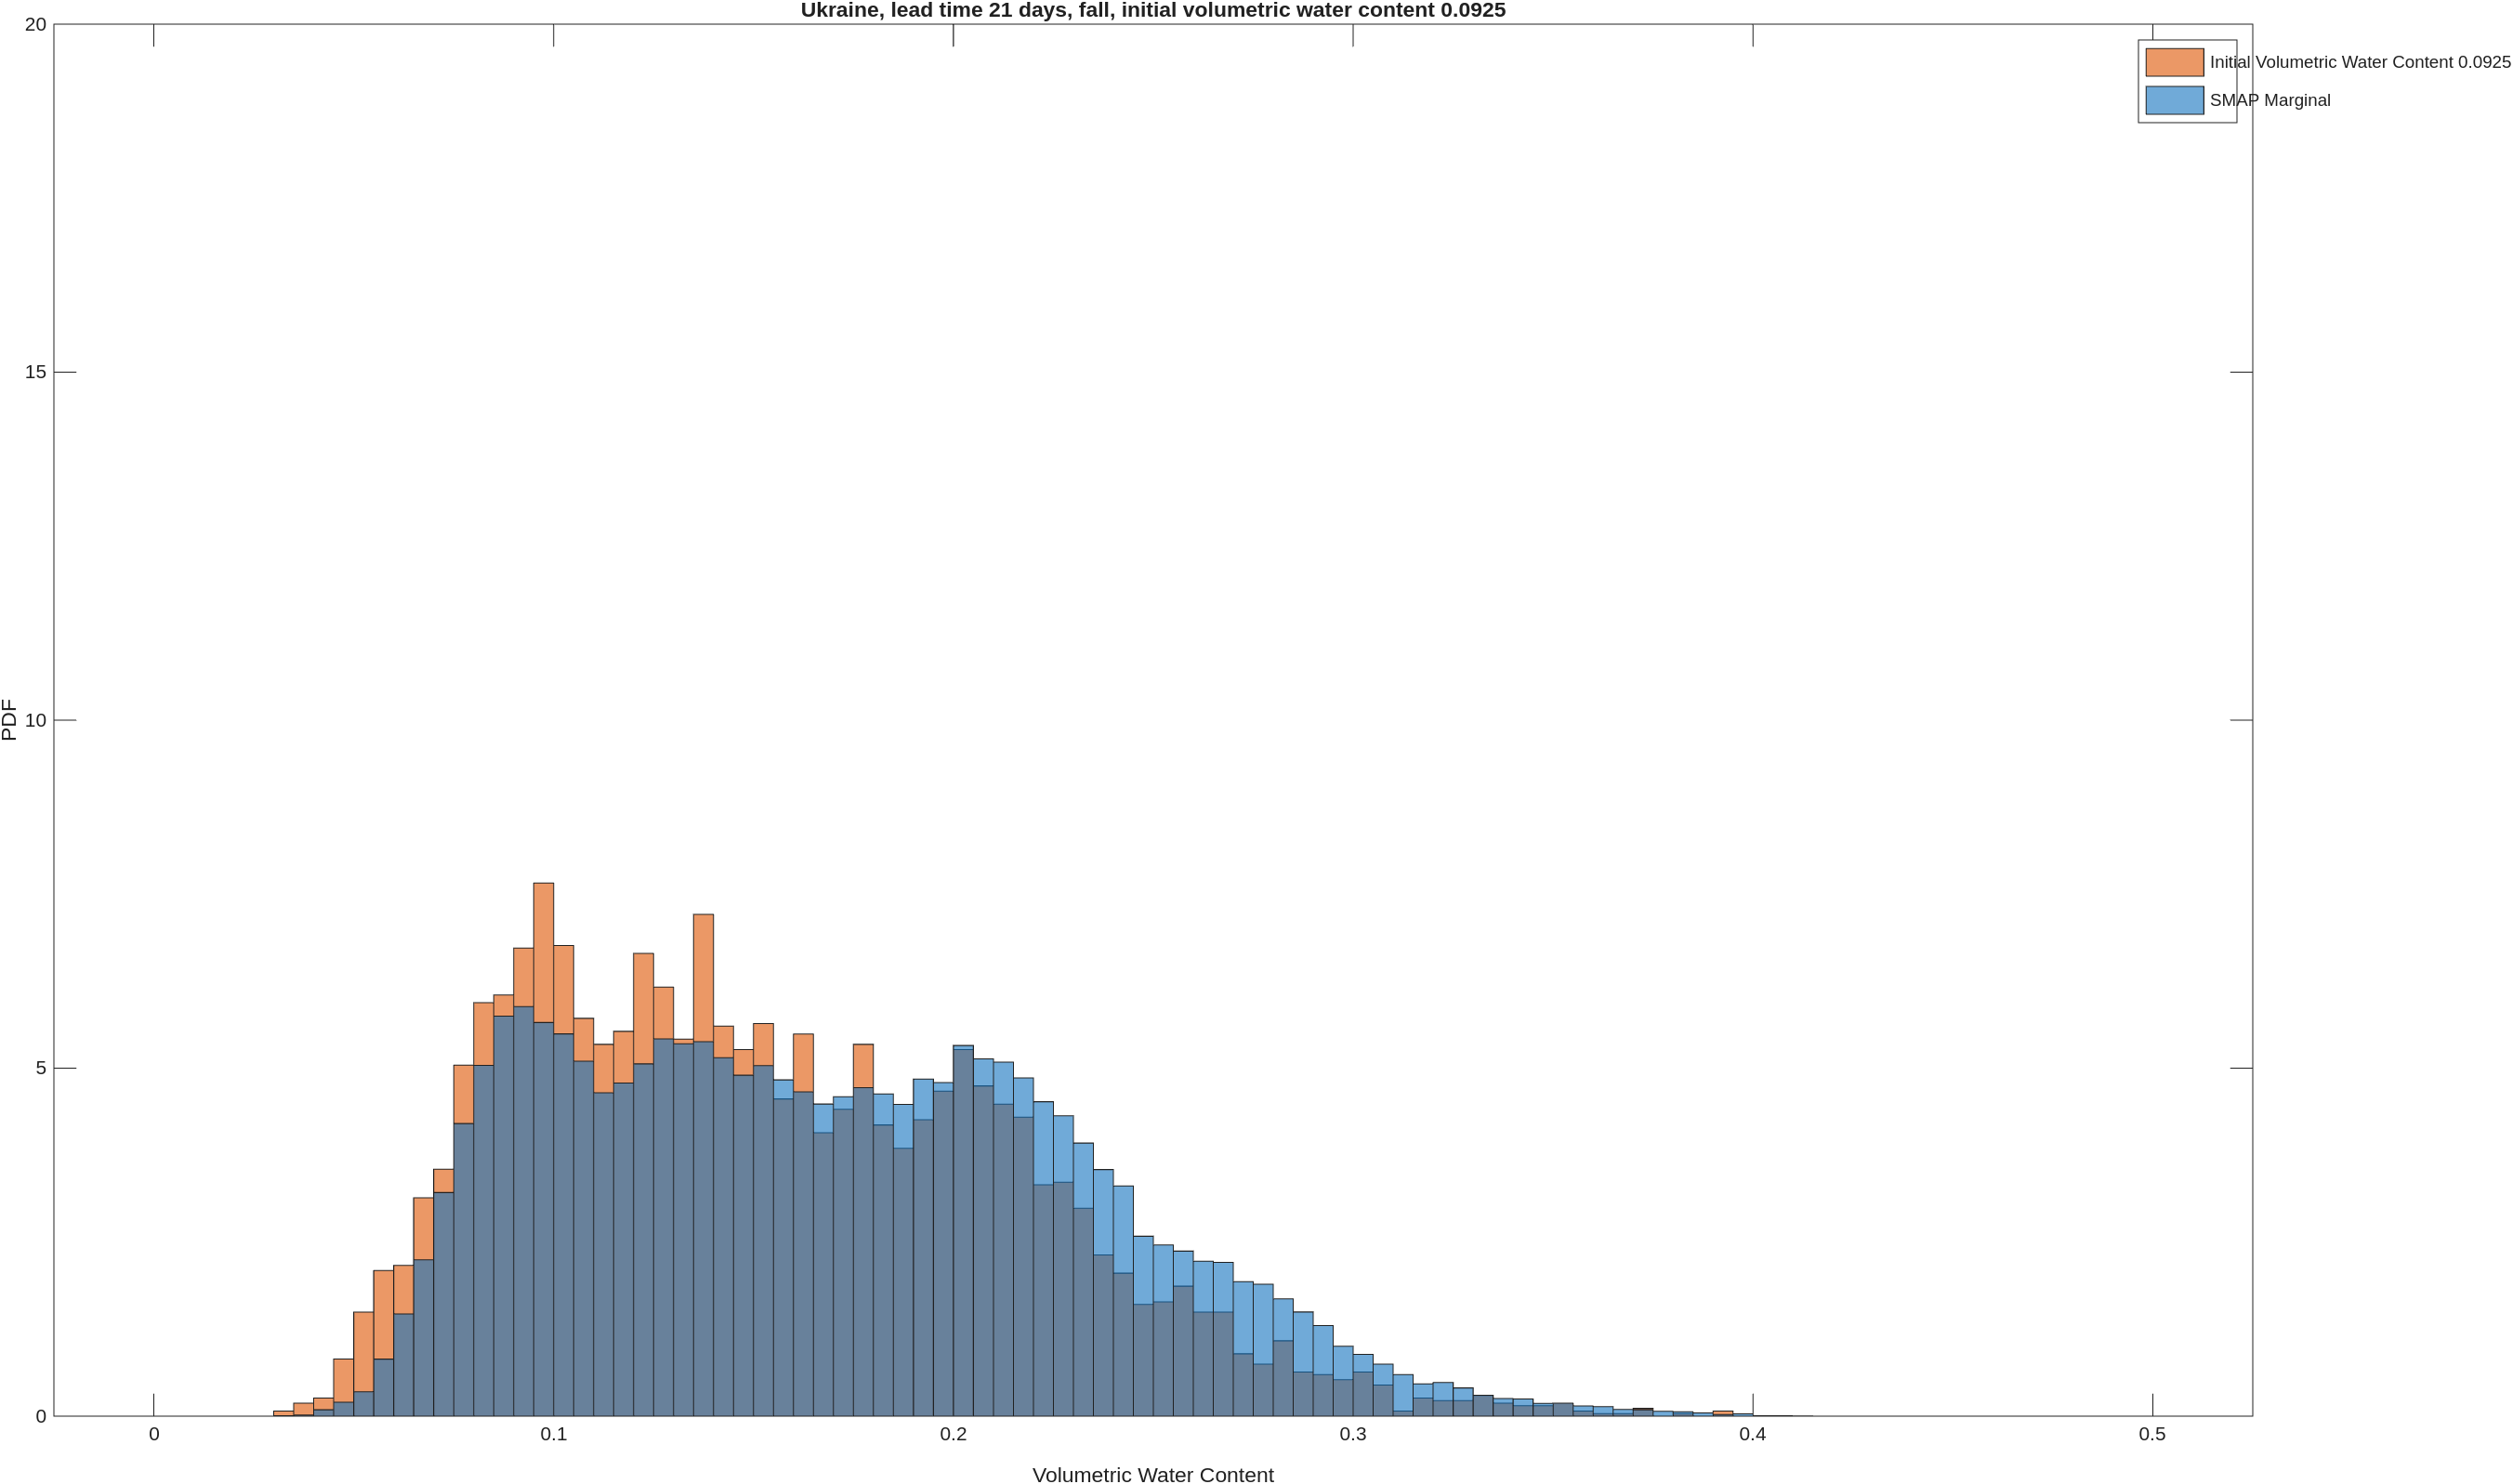 Ukraine, lead time 21 days, fall, initial volumetric water content 0.0925
Initial Volumetric Water Content 0.0925
SMAP Marginal
PDF
20
15
10
5
0
0 0.1 0.2 0.3 0.4 0.5
Volumetric Water Content